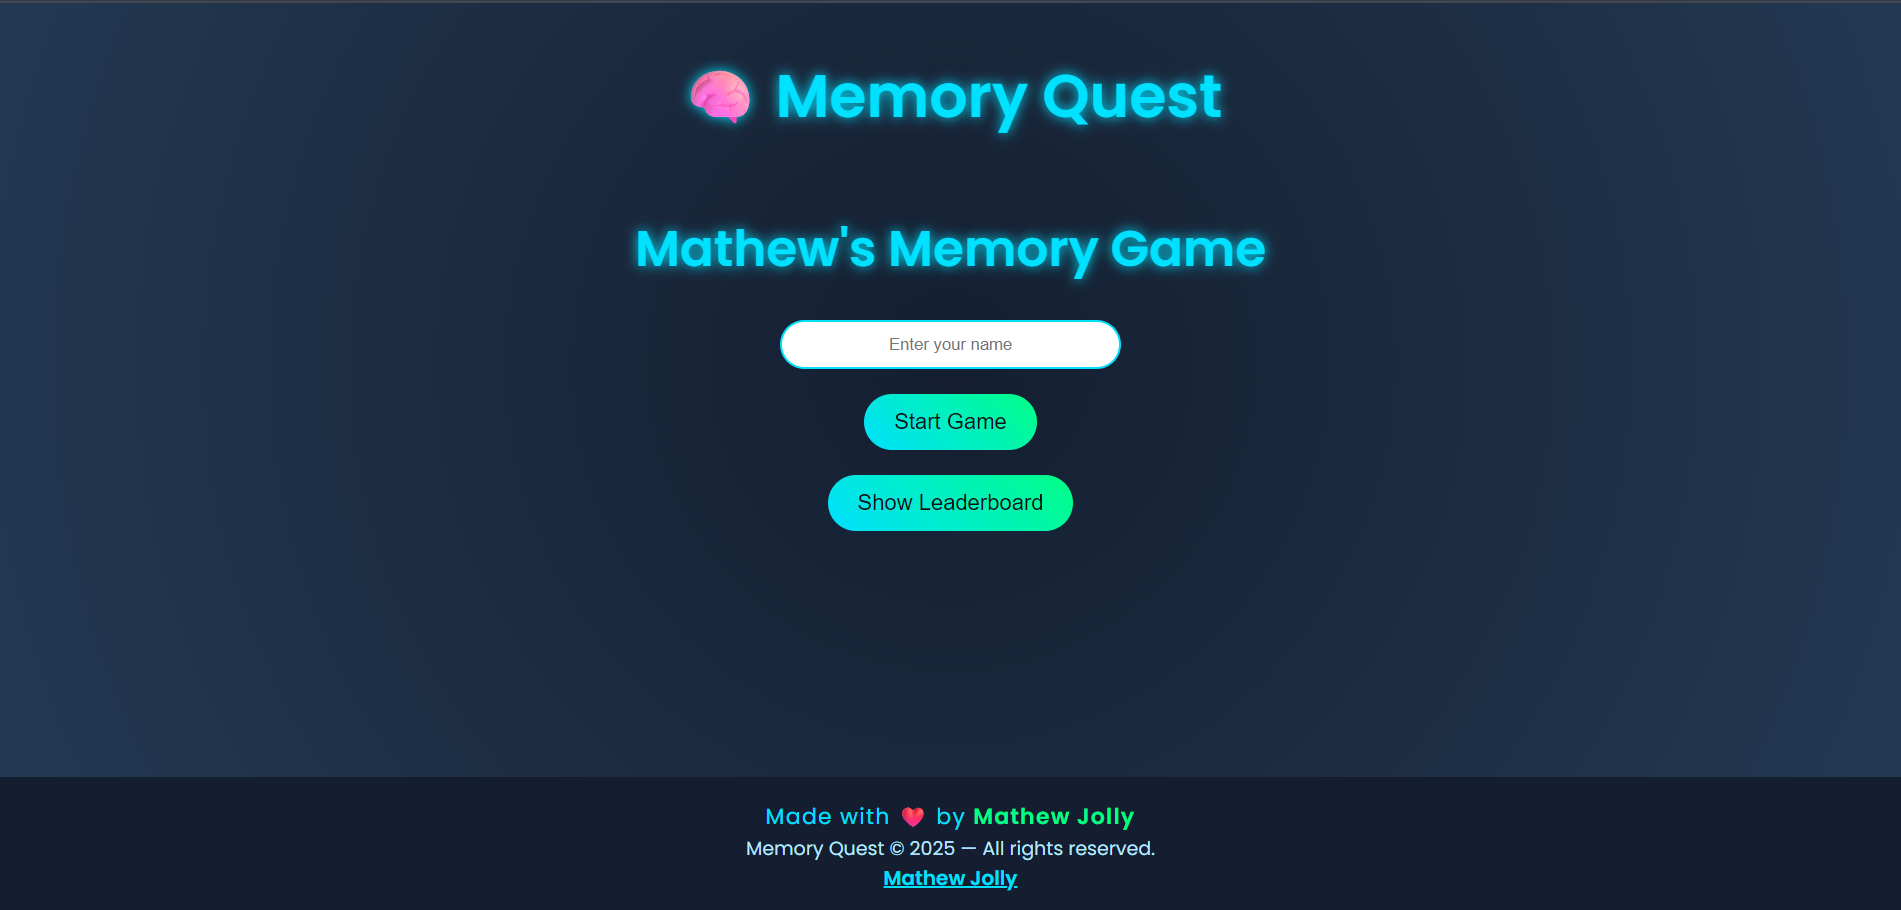 🧠 Memory Quest
Mathew's Memory Game
Enter your name
Start Game
Show Leaderboard
Made with ❤️ by Mathew Jolly
Memory Quest © 2025 — All rights reserved.
Mathew Jolly